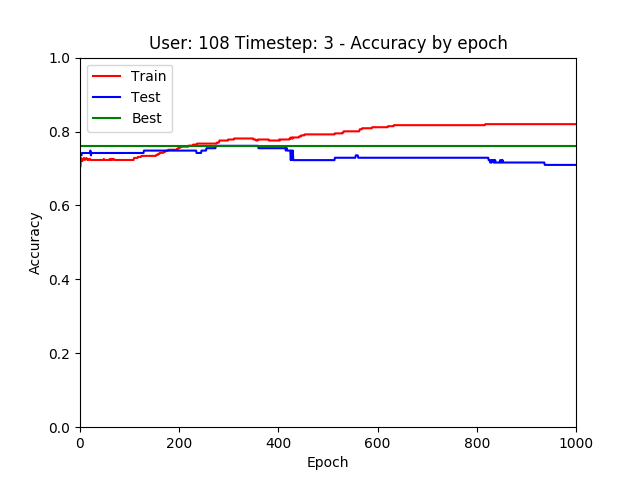 User: 108 Timestep: 3 - Accuracy by epoch
1.0
Train
Test
Best
0.8
0.6
0.4
0.2
0.0
Accuracy
0 200 400 600 800 1000
Epoch